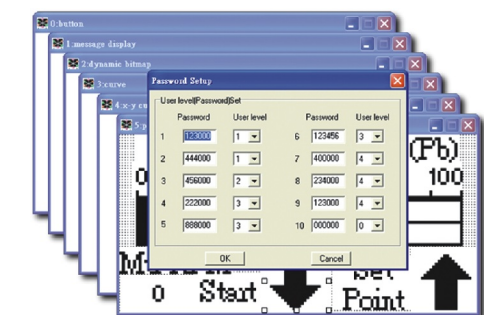 0:button
1:message display
2:dynamic bitmap
3:curve
4:x-y cu
5:p
Password Setup
User level(Password)Set
Password User level Password User level
1 123000 1 6 123456 3
2 444000 1 7 400000 4
3 456000 2 8 234000 4
4 222000 3 9 123000 4
5 888000 3 10 000000 0
OK Cancel
(Pb)
0 100
Set
0 Start Point